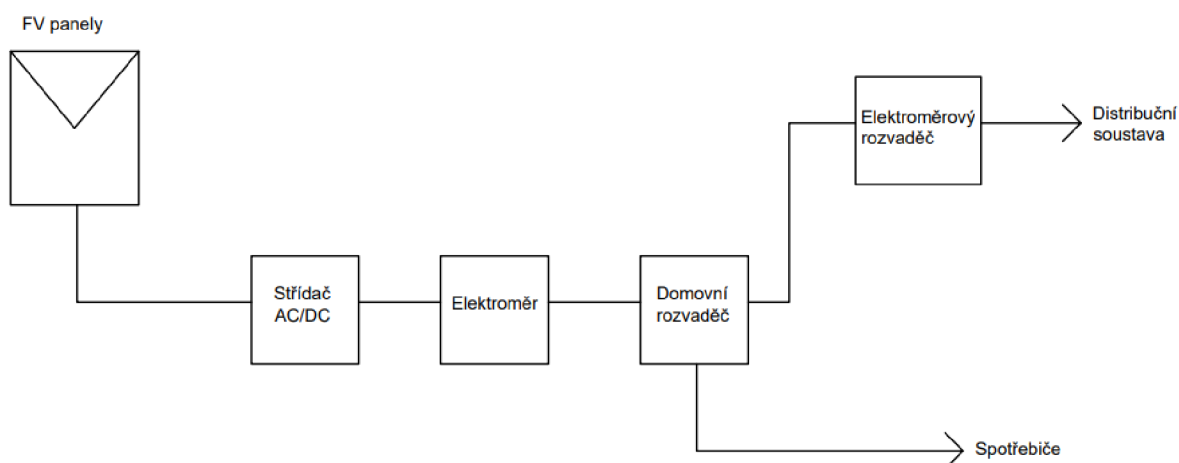 FV panely
Elektroměrový
rozvaděč
Distribuční
soustava
Střídač
AC/DC
Elektroměr
Domovní
rozvaděč
Spotřebiče